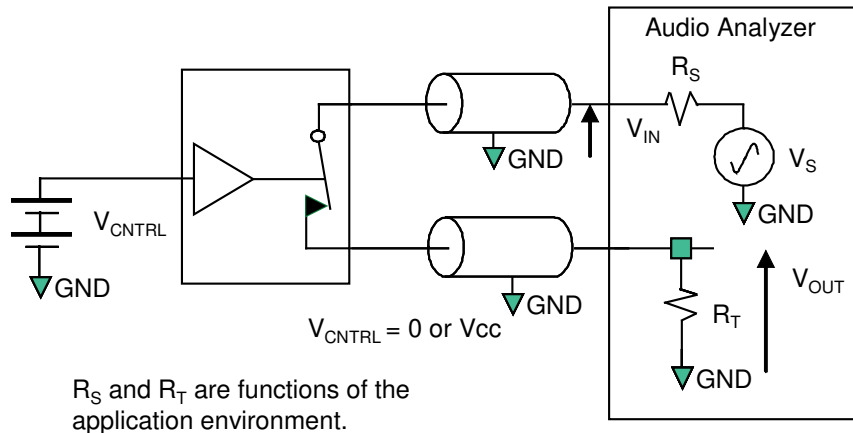 Audio Analyzer
R_S
V_IN
GND
V_S
GND
V_CNTRL
GND
GND
V_OUT
R_T
V_CNTRL = 0 or Vcc
GND
R_S and R_T are functions of the
application environment.